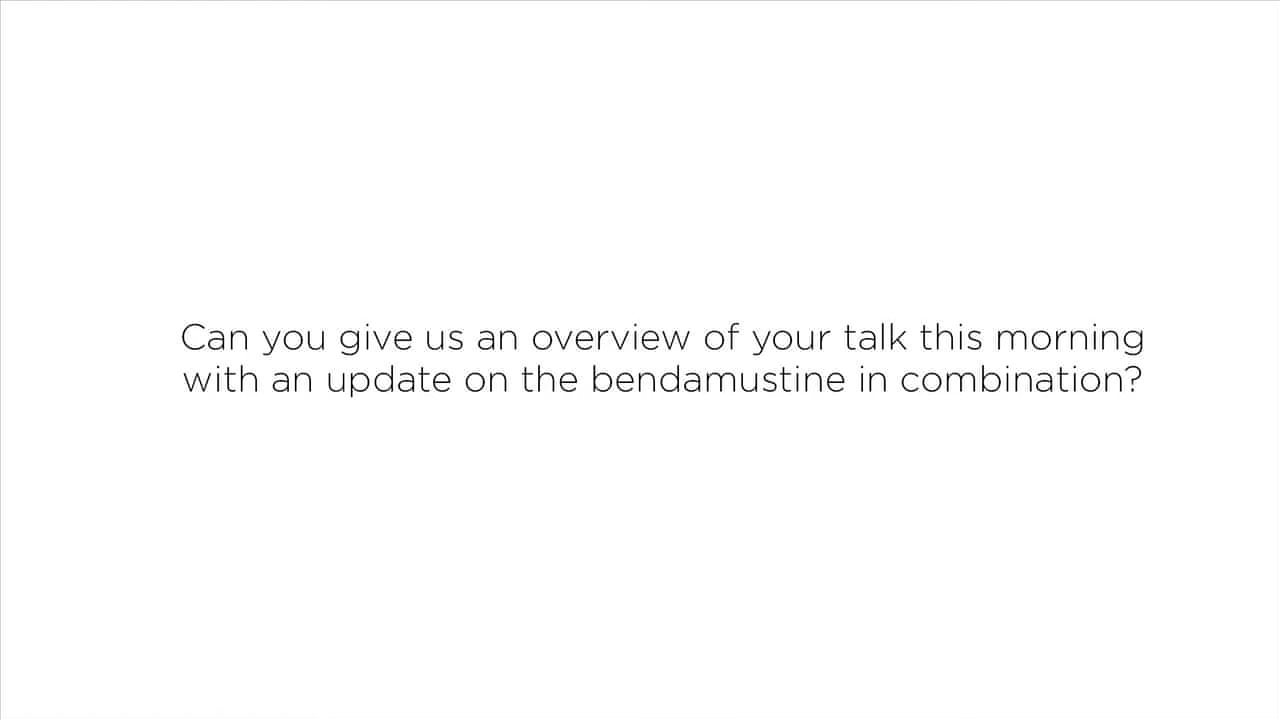 Can you give us an overview of your talk this morning
with an update on the bendamustine in combination?